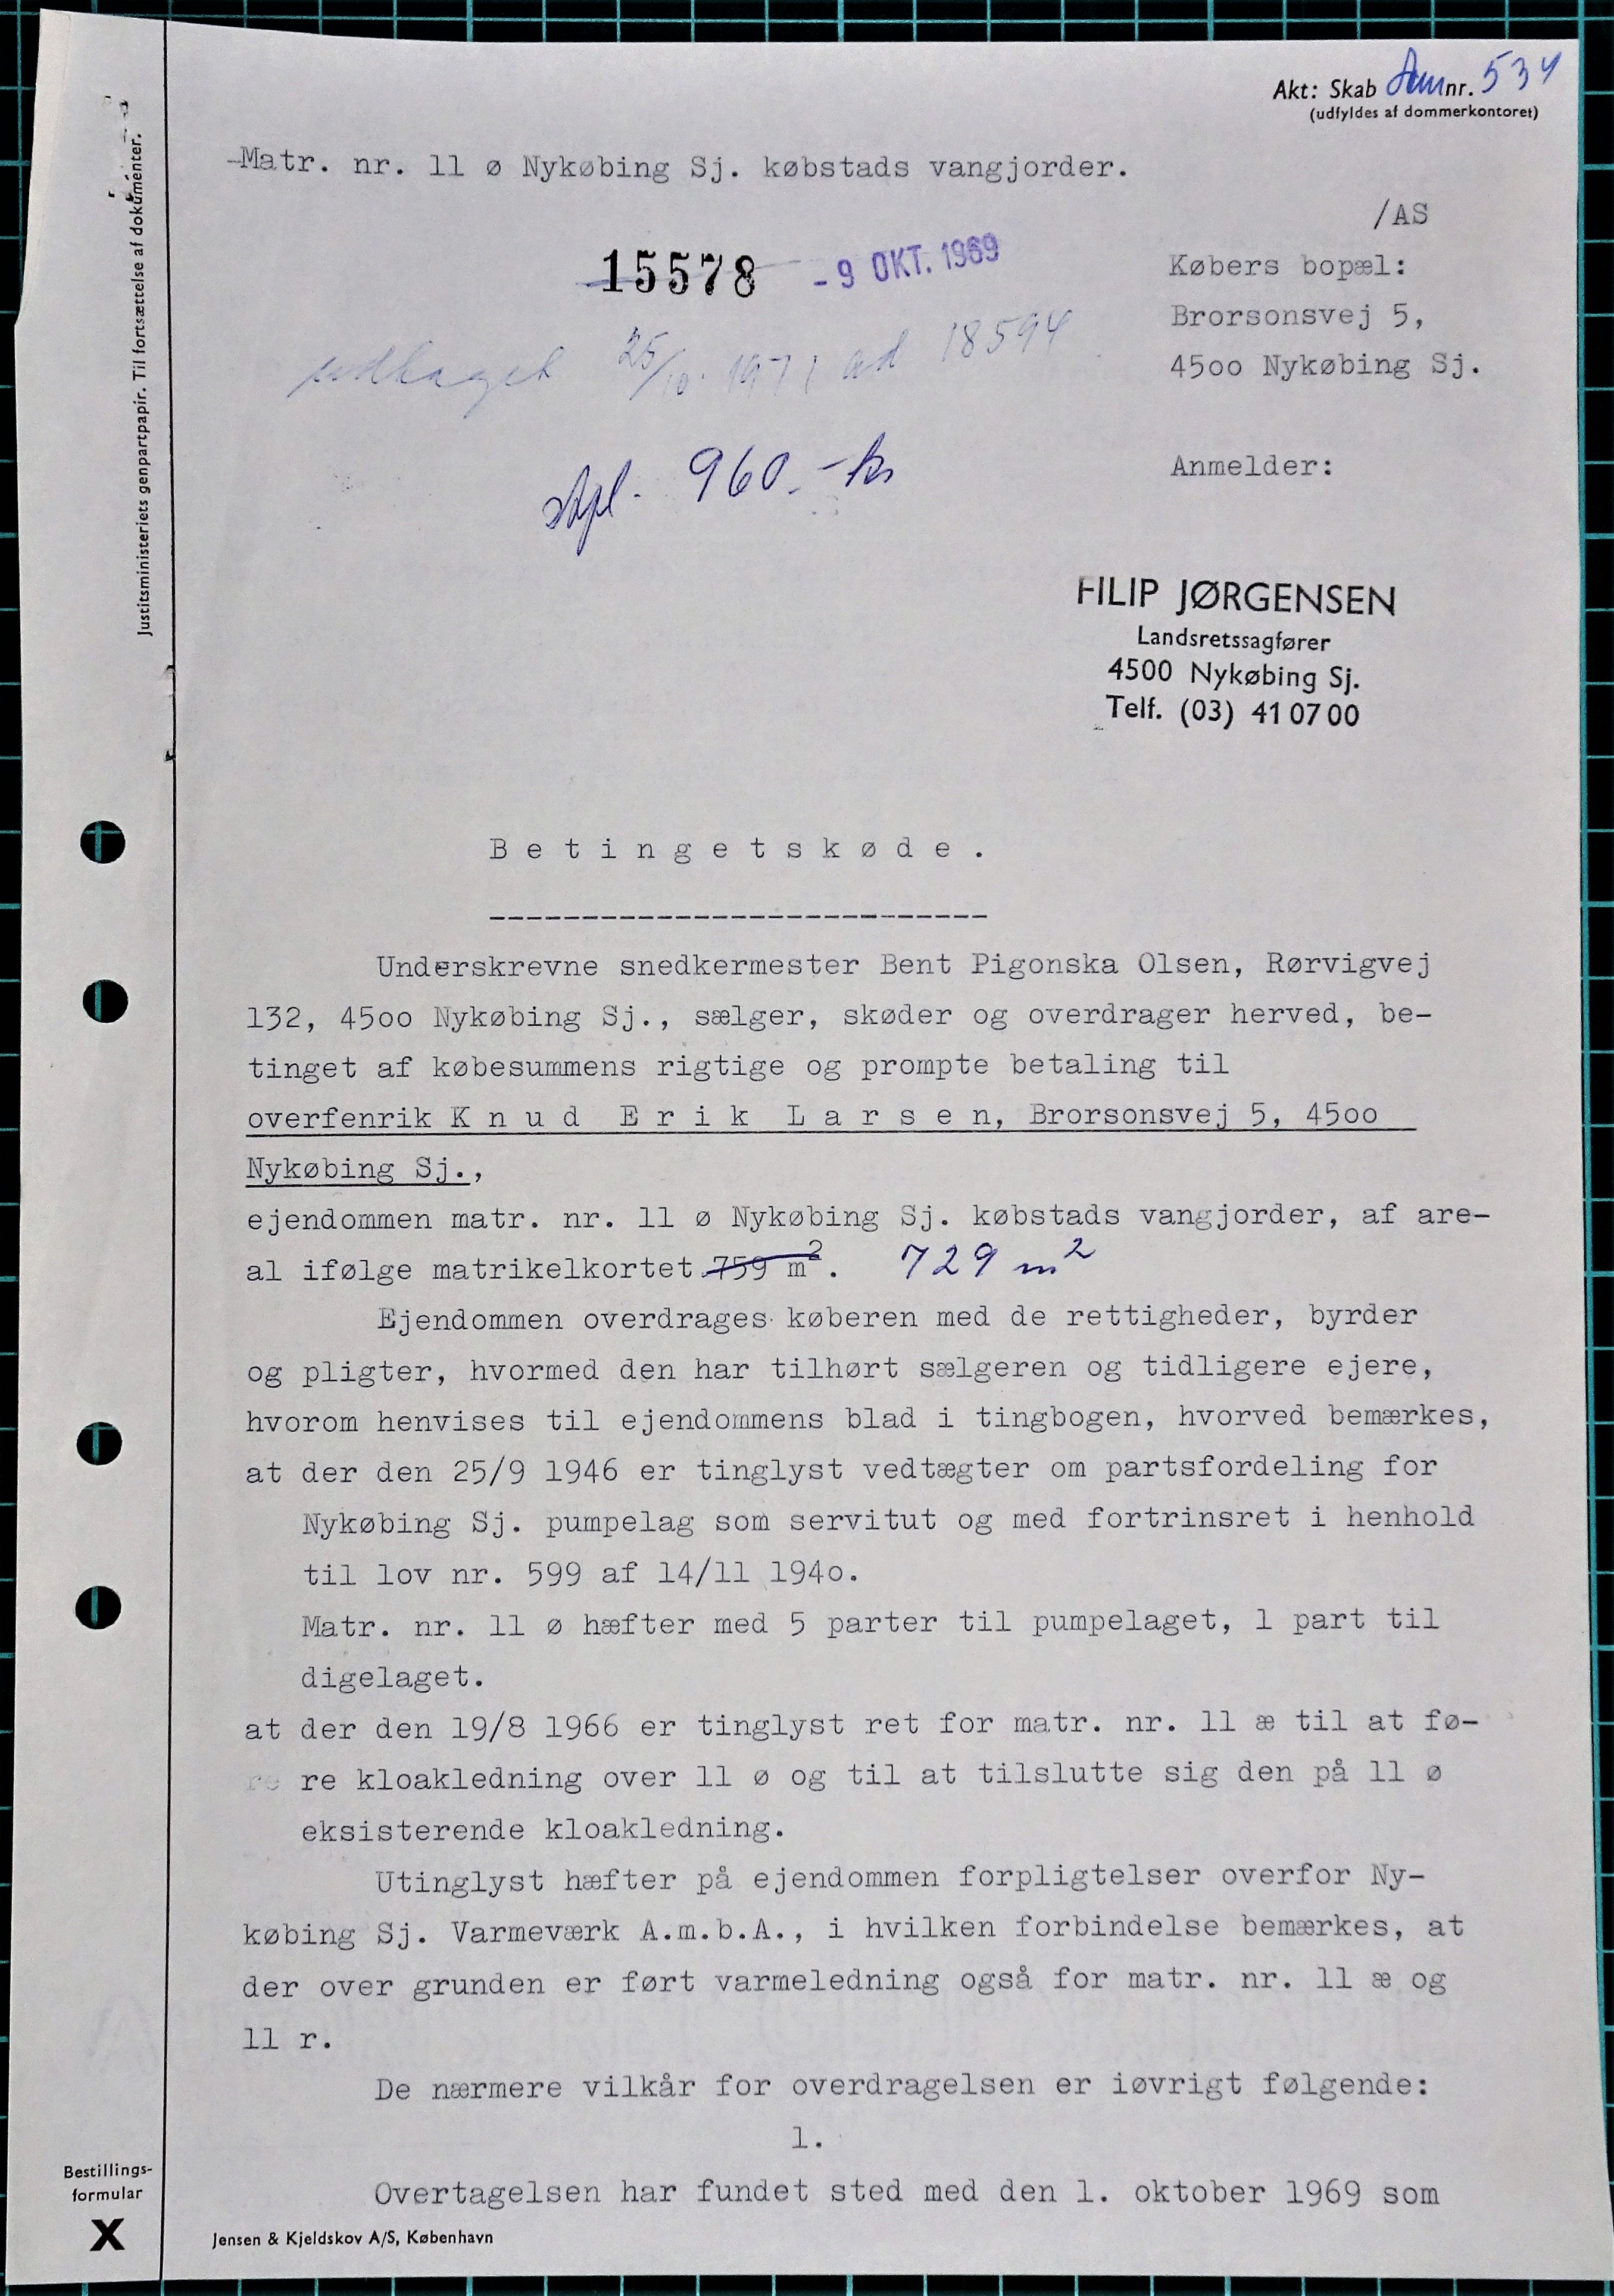 Akt: Skab nr. 534
(udfyldes af dommerkontoret)
Justitsministeriets genpartpapir. Til fortsættelse af dokumenter.
Matr. nr. 11 ø Nykøbing Sj. købstads vangjorder.
/AS
15578 - 9 OKT. 1969
Købers bopæl:
Brorsonsvej 5,
4500 Nykøbing Sj.
udtaget 25/10. 1971 ad 18594
stpl. 960.- kr
Anmelder:
FILIP JØRGENSEN
Landsretssagfører
4500 Nykøbing Sj.
Telf. (03) 41 07 00
B e t i n g e t s k ø d e .
---------------------------
Underskrevne snedkermester Bent Pigonska Olsen, Rørvigvej
132, 4500 Nykøbing Sj., sælger, skøder og overdrager herved, be-
tinget af købesummens rigtige og prompte betaling til
overfenrik K n u d E r i k L a r s e n, Brorsonsvej 5, 4500
Nykøbing Sj.,
ejendommen matr. nr. 11 ø Nykøbing Sj. købstads vangjorder, af are-
al ifølge matrikelkortet 759 m². 729 m²
Ejendommen overdrages køberen med de rettigheder, byrder
og pligter, hvormed den har tilhørt sælgeren og tidligere ejere,
hvorom henvises til ejendommens blad i tingbogen, hvorved bemærkes,
at der den 25/9 1946 er tinglyst vedtægter om partsfordeling for
Nykøbing Sj. pumpelag som servitut og med fortrinsret i henhold
til lov nr. 599 af 14/11 1940.
Matr. nr. 11 ø hæfter med 5 parter til pumpelaget, 1 part til
digelaget.
at der den 19/8 1966 er tinglyst ret for matr. nr. 11 æ til at fø-
re re kloakledning over 11 ø og til at tilslutte sig den på 11 ø
eksisterende kloakledning.
Utinglyst hæfter på ejendommen forpligtelser overfor Ny-
købing Sj. Varmeværk A.m.b.A., i hvilken forbindelse bemærkes, at
der over grunden er ført varmeledning også for matr. nr. 11 æ og
11 r.
De nærmere vilkår for overdragelsen er iøvrigt følgende:
1.
Overtagelsen har fundet sted med den 1. oktober 1969 som
Bestillings-
formular
X
Jensen & Kjeldskov A/S, København